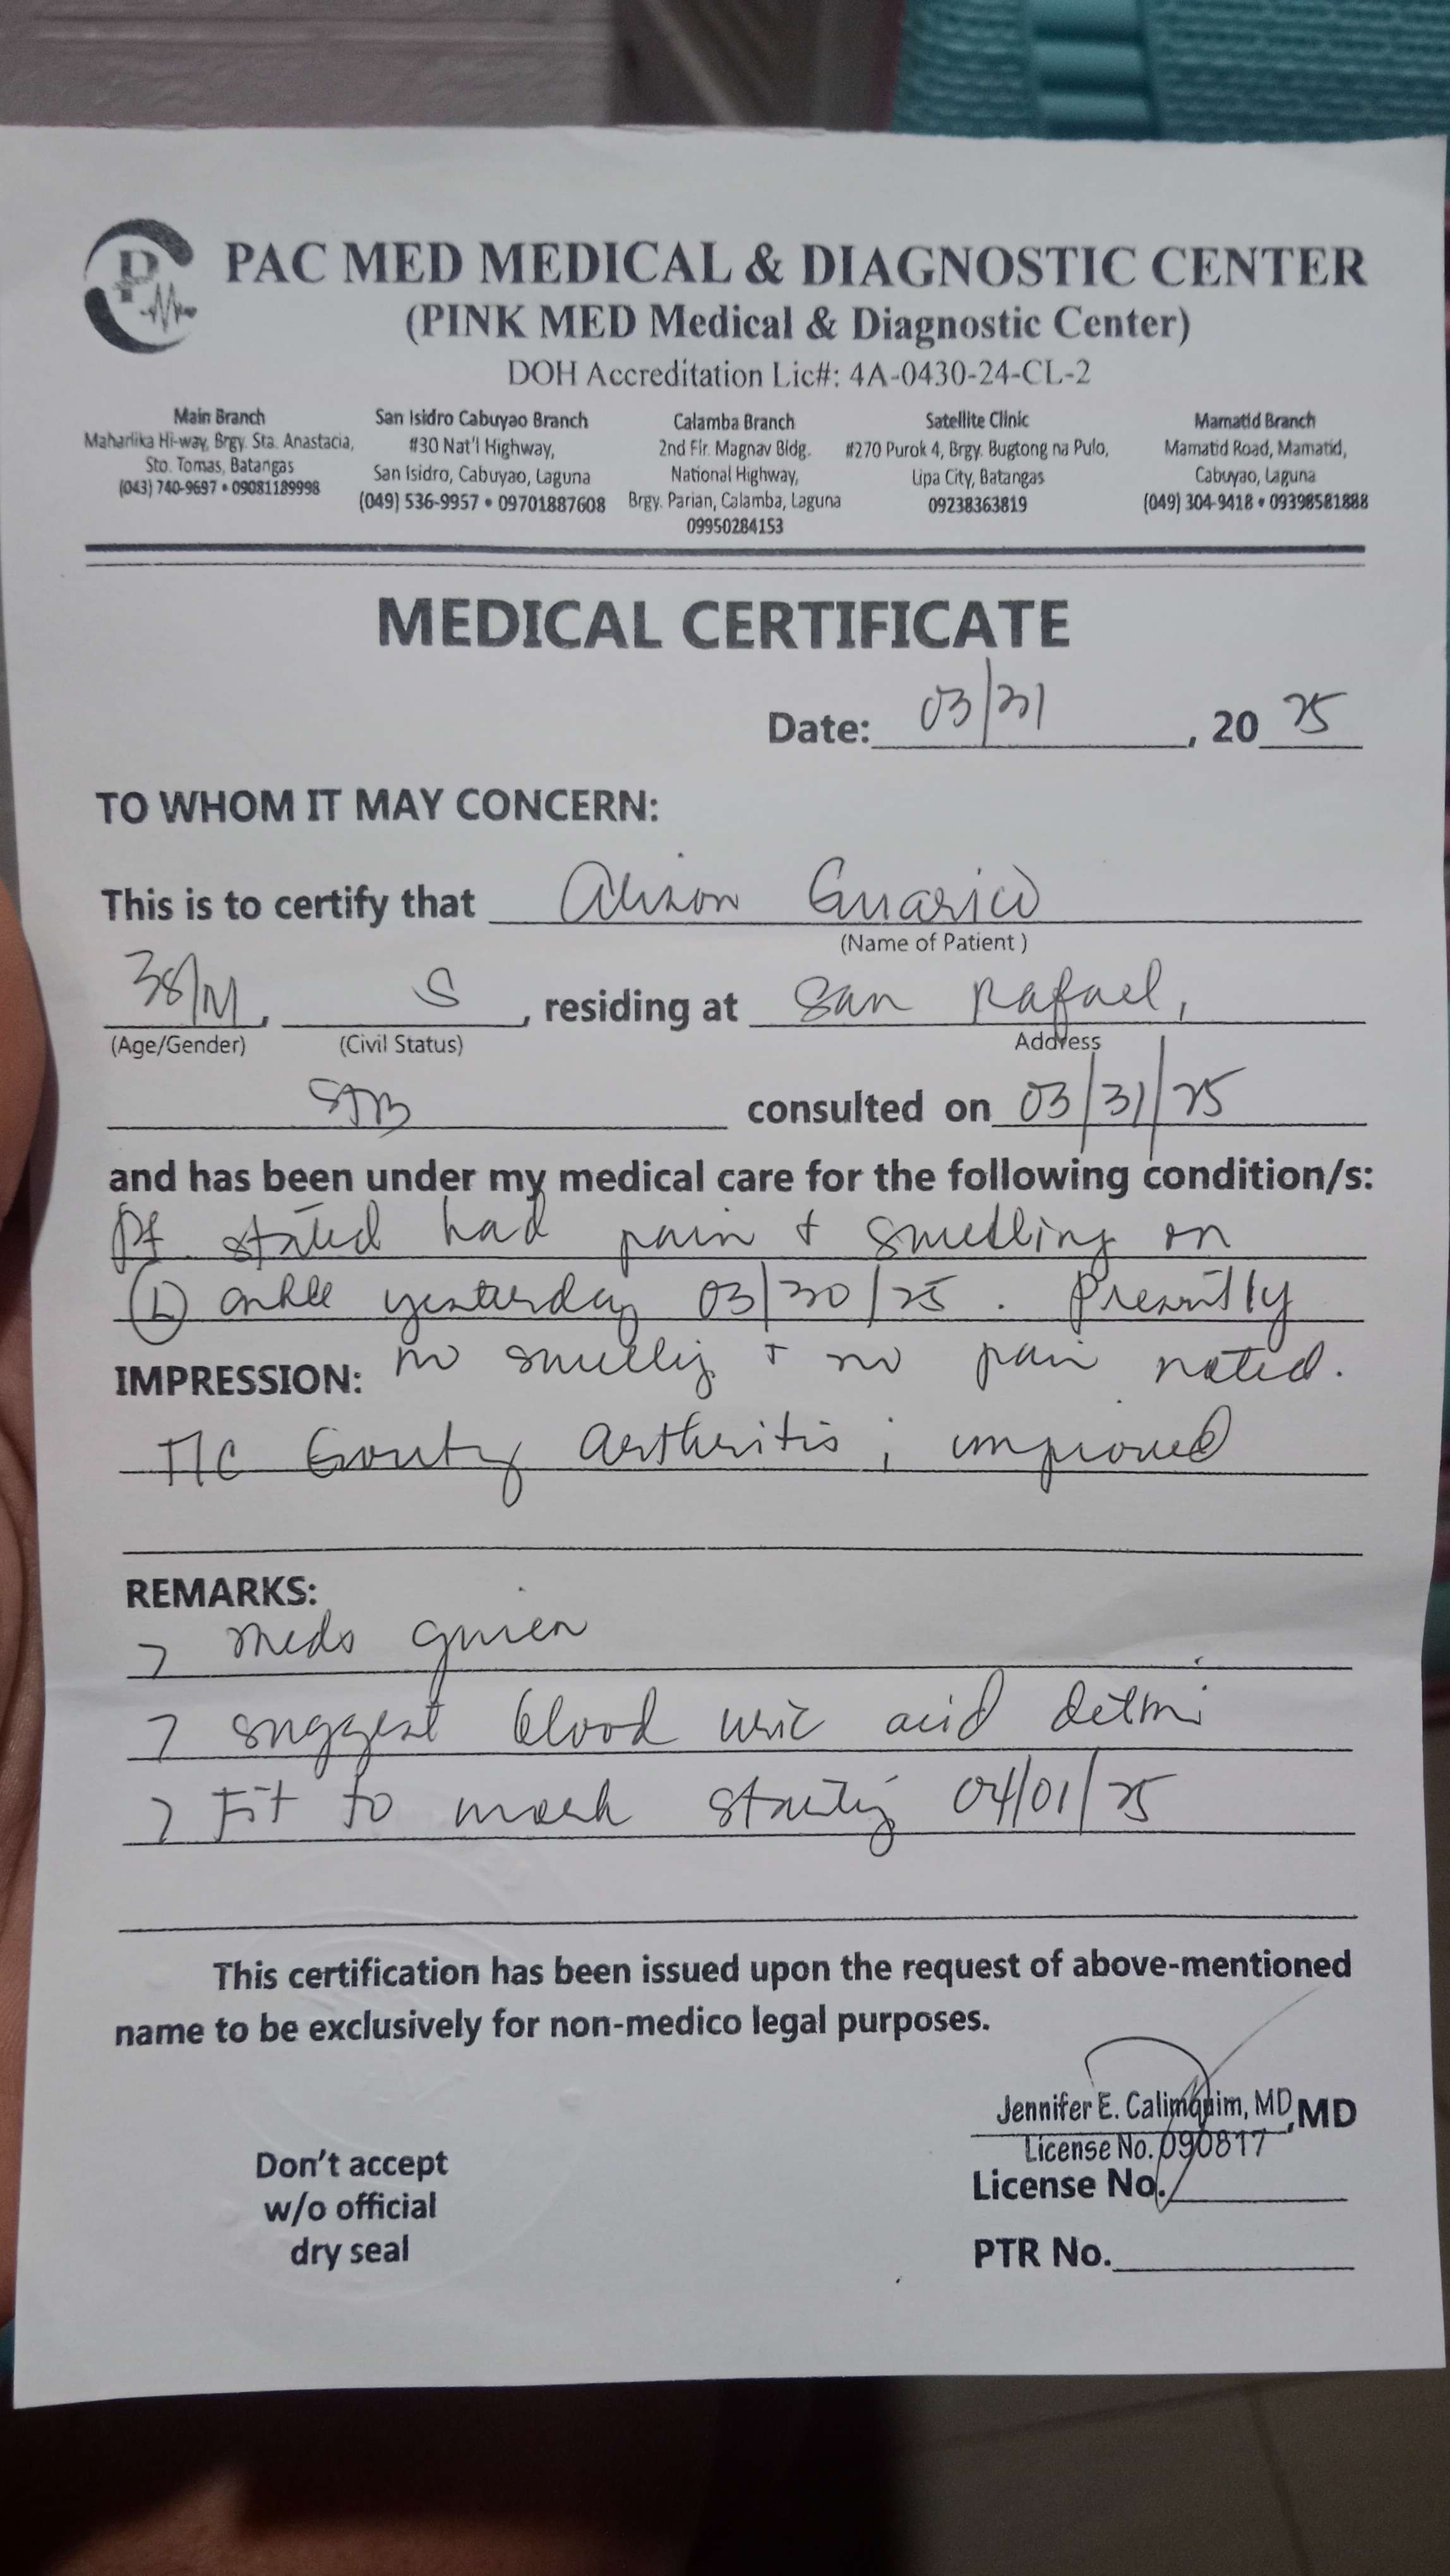 PAC MED MEDICAL & DIAGNOSTIC CENTER
(PINK MED Medical & Diagnostic Center)
DOH Accreditation Lic#: 4A-0430-24-CL-2
Main Branch
Maharlika Hi-way, Brgy. Sta. Anastacia,
Sto. Tomas, Batangas
(043) 740-9697 • 09081189998
San Isidro Cabuyao Branch
#30 Nat'l Highway,
San Isidro, Cabuyao, Laguna
(049) 536-9957 • 09701887608
Calamba Branch
2nd Flr. Magnav Bldg.
National Highway,
Brgy. Parian, Calamba, Laguna
09950284153
Satellite Clinic
#270 Purok 4, Brgy. Bugtong na Pulo,
Lipa City, Batangas
09238363819
Mamatid Branch
Mamatid Road, Mamatid,
Cabuyao, Laguna
(049) 304-9418 • 09398581888
MEDICAL CERTIFICATE
Date: 03/31, 20 25
TO WHOM IT MAY CONCERN:
This is to certify that Alison Guarico
(Name of Patient )
38/M, S, residing at San Rafael,
(Age/Gender) (Civil Status) Address
STB consulted on 03/31/25
and has been under my medical care for the following condition/s:
Pt. stated had pain + swelling on
(L) ankle yesterday 03/30/25. Presently
IMPRESSION: no swelling + no pain noted.
T/C Gouty arthritis; improved
REMARKS:
> meds given
> suggest blood uric acid
> Fit to work starting 04/01/25
This certification has been issued upon the request of above-mentioned
name to be exclusively for non-medico legal purposes.
Jennifer E. Calimquim, MD, MD
License No. 090817
License No.
PTR No.
Don't accept
w/o official
dry seal